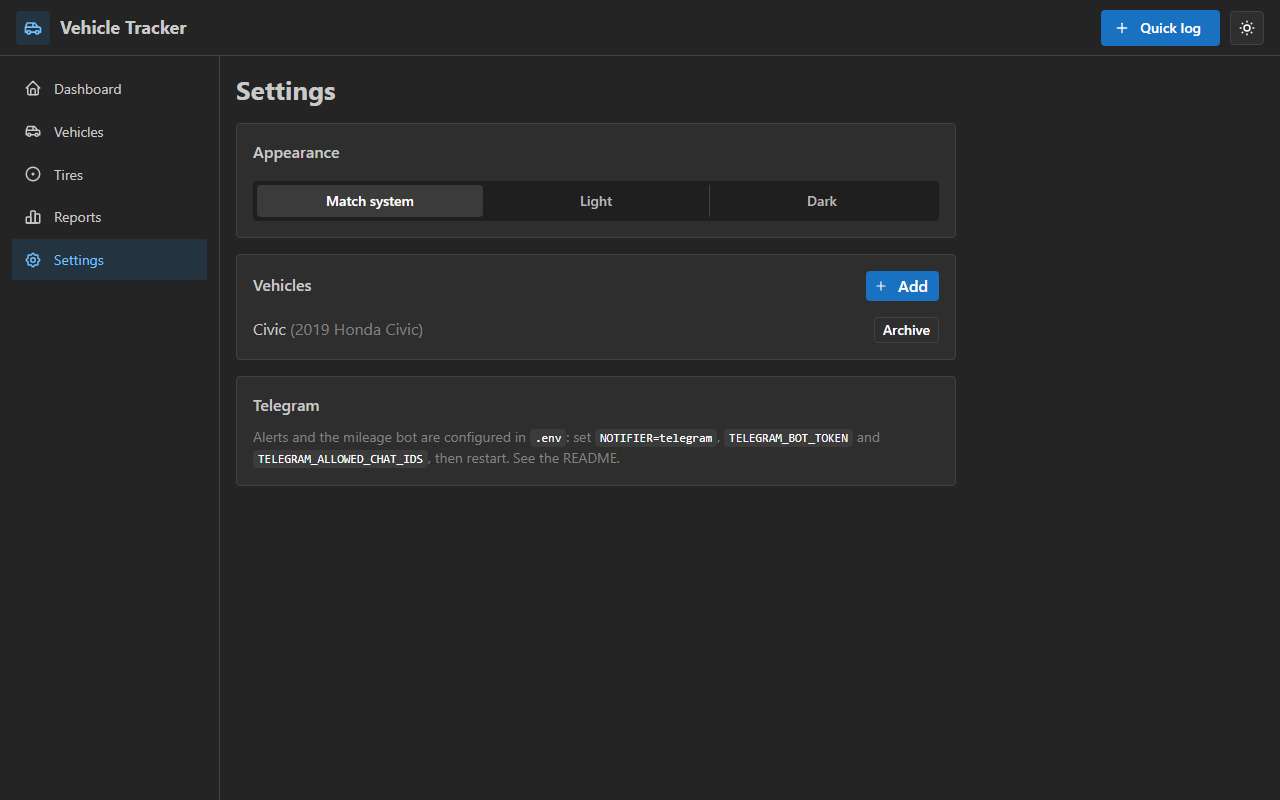 Vehicle Tracker
Quick log
Dashboard
Vehicles
Tires
Reports
Settings
Settings
Appearance
Match system
Light
Dark
Vehicles
Add
Civic (2019 Honda Civic)
Archive
Telegram
Alerts and the mileage bot are configured in .env: set NOTIFIER=telegram, TELEGRAM_BOT_TOKEN and
TELEGRAM_ALLOWED_CHAT_IDS, then restart. See the README.